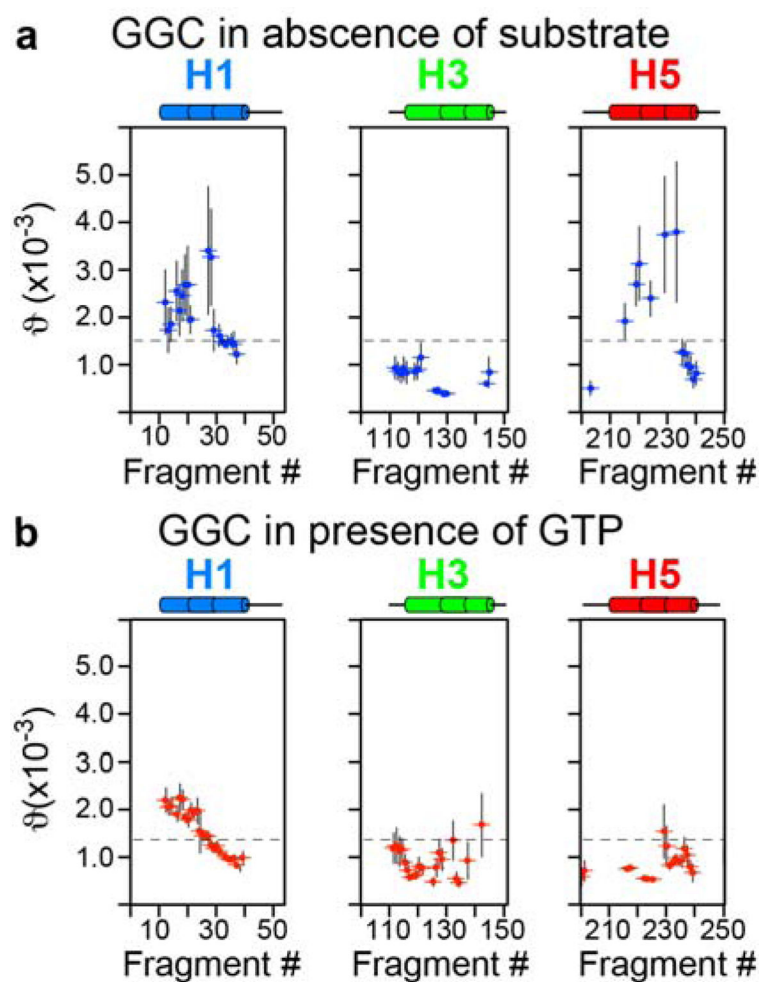 a GGC in abscence of substrate
H1 H3 H5
5.0
4.0
3.0
2.0
1.0
ϑ (x10⁻³)
10 30 50 110 130 150 210 230 250
Fragment # Fragment # Fragment #
b GGC in presence of GTP
H1 H3 H5
5.0
4.0
3.0
2.0
1.0
ϑ(x10⁻³)
10 30 50 110 130 150 210 230 250
Fragment # Fragment # Fragment #